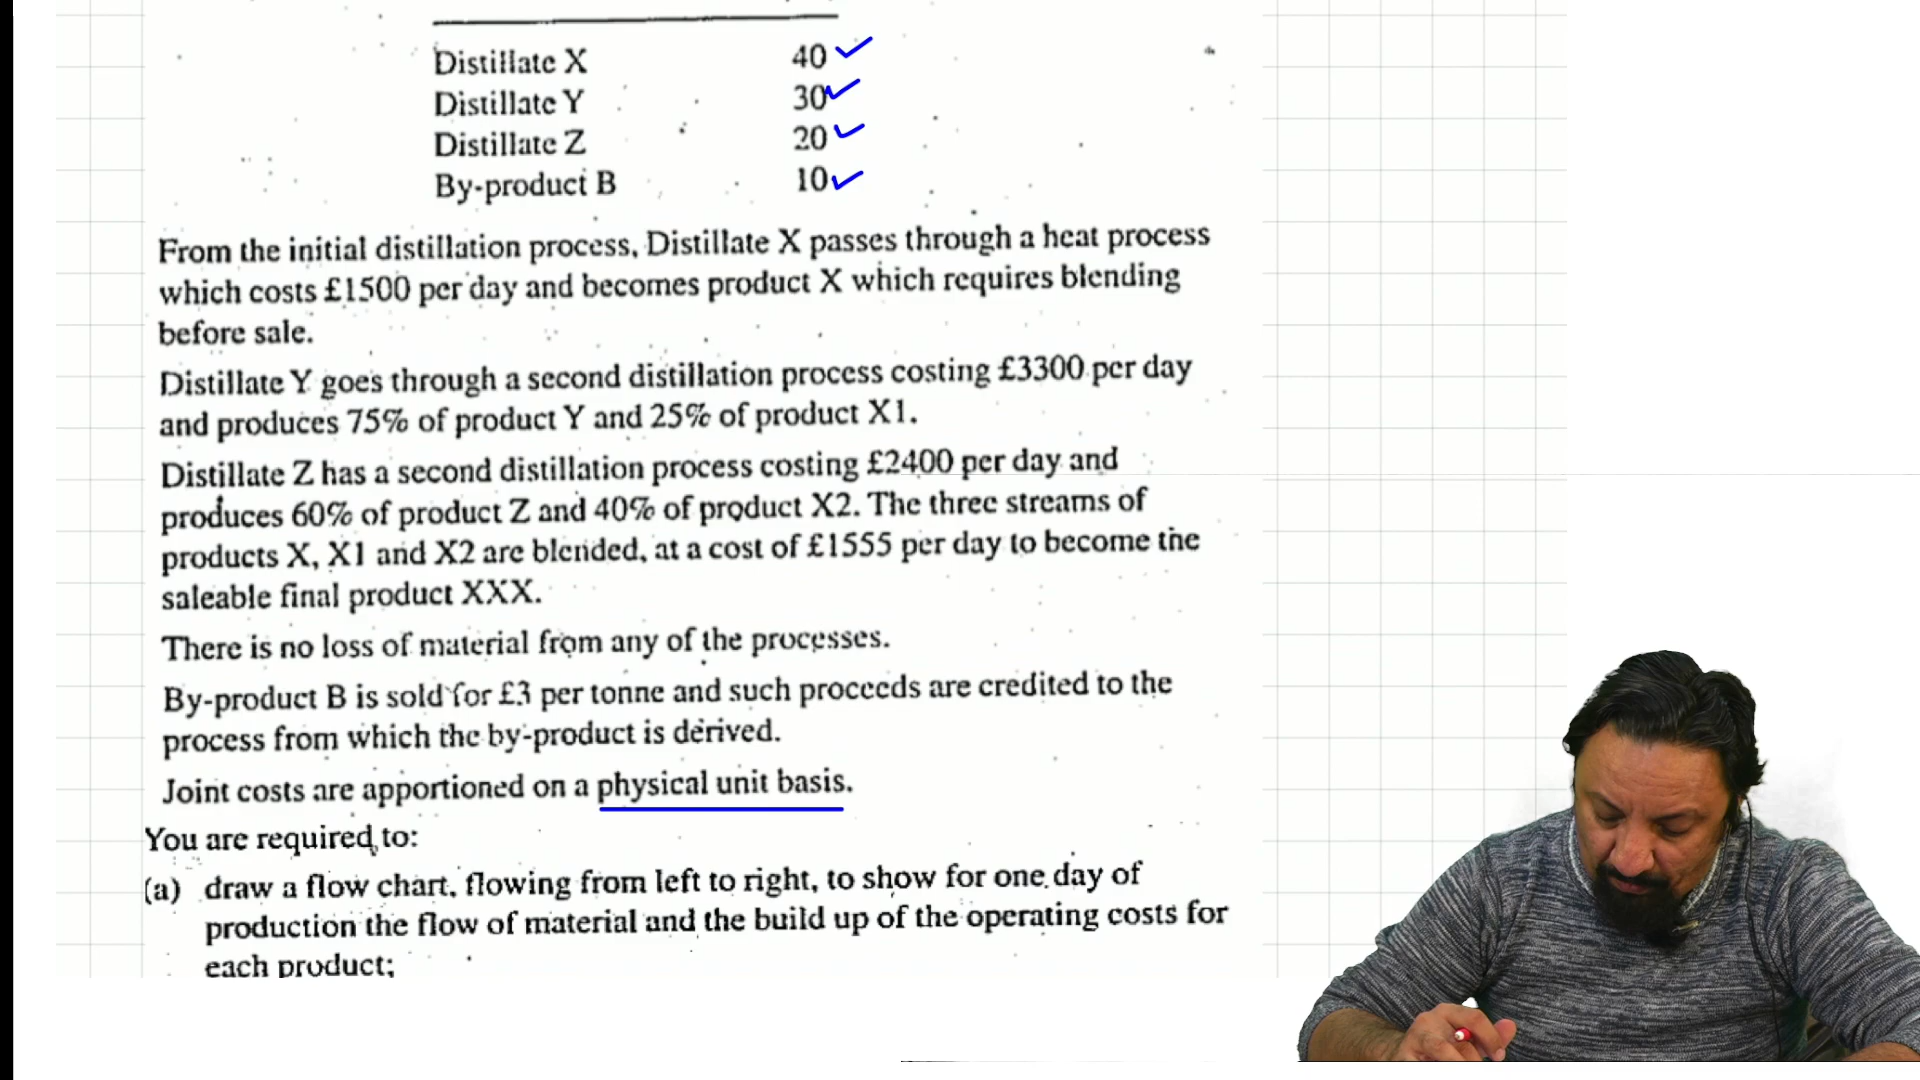 Distillate X 40
Distillate Y 30
Distillate Z 20
By-product B 10
From the initial distillation process, Distillate X passes through a heat process
which costs £1500 per day and becomes product X which requires blending
before sale.
Distillate Y goes through a second distillation process costing £3300 per day
and produces 75% of product Y and 25% of product X1.
Distillate Z has a second distillation process costing £2400 per day and
produces 60% of product Z and 40% of product X2. The three streams of
products X, X1 and X2 are blended, at a cost of £1555 per day to become the
saleable final product XXX.
There is no loss of material from any of the processes.
By-product B is sold for £3 per tonne and such proceeds are credited to the
process from which the by-product is derived.
Joint costs are apportioned on a physical unit basis.
You are required to:
(a) draw a flow chart, flowing from left to right, to show for one day of
production the flow of material and the build up of the operating costs for
each product;